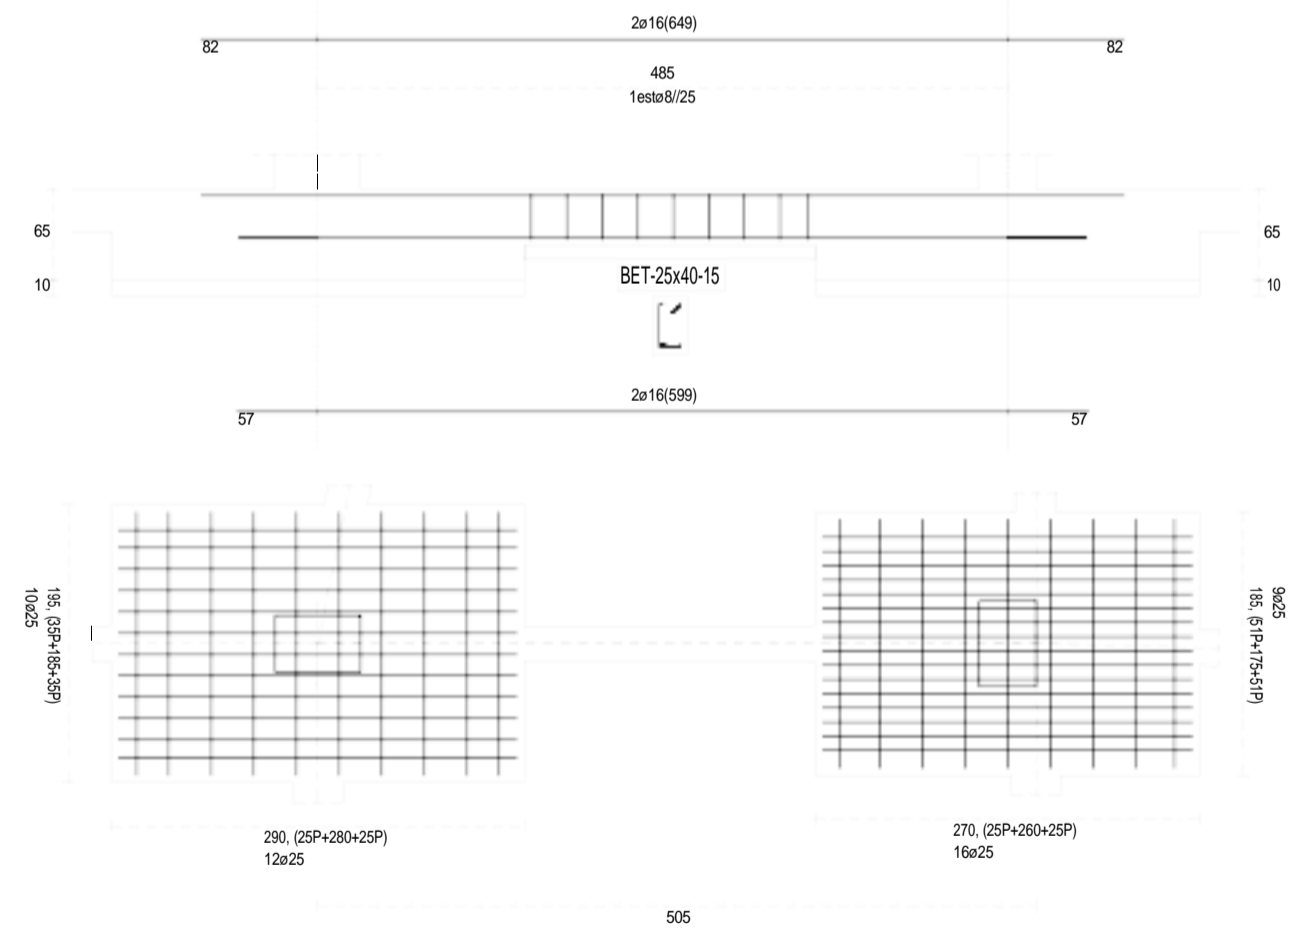 2ø16(649)
82
82
485
1estø8//25
65
65
10
10
BET-25x40-15
2ø16(599)
57
57
195, (35P+185+35P)
10ø25
9ø25
185, (51P+175+51P)
290, (25P+280+25P)
12ø25
270, (25P+260+25P)
16ø25
505